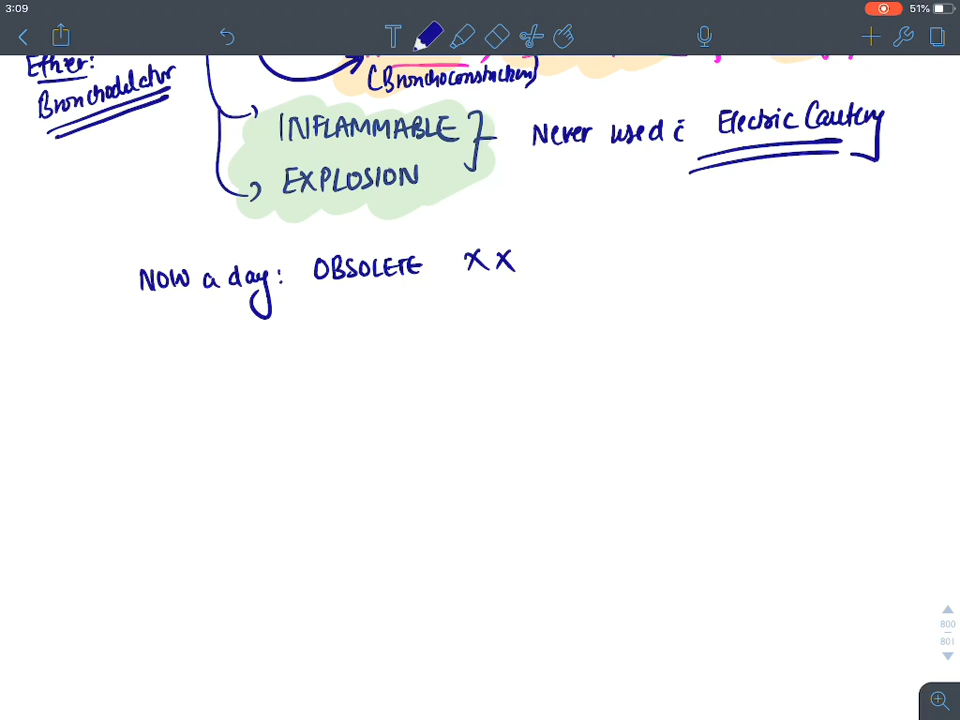 3:09
51%
T
Ether:
Bronchodilator
(Bronchoconstriction)
INFLAMMABLE
EXPLOSION
Never used c̄ Electric Cautery
NOW a day: OBSOLETE XX
800
801